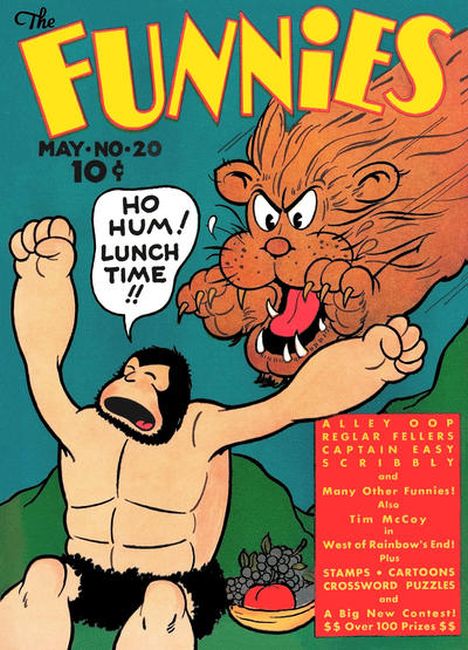 The
FUNNiES
MAY·NO·20
10¢
HO
HUM!
LUNCH
TIME
!!
ALLEY OOP
REGLAR FELLERS
CAPTAIN EASY
SCRIBBLY
and
Many Other Funnies!
Also
Tim McCoy
in
West of Rainbow's End!
Plus
STAMPS • CARTOONS
CROSSWORD PUZZLES
and
A Big New Contest!
$$ Over 100 Prizes $$